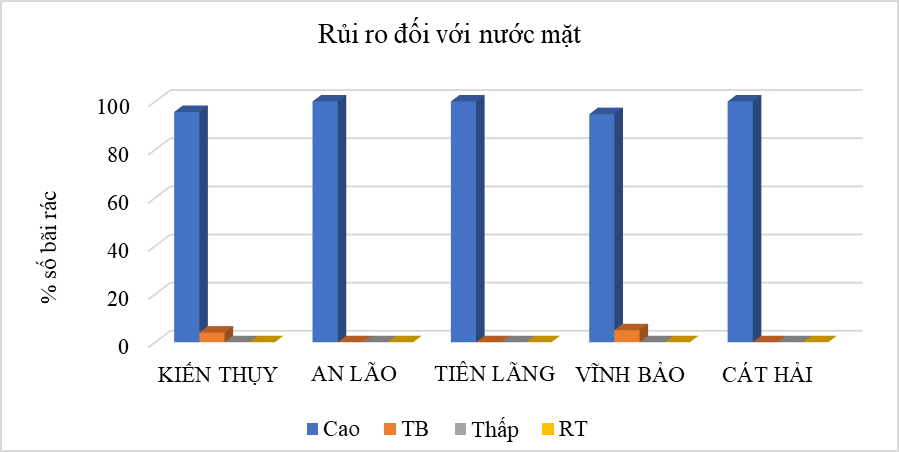 Rủi ro đối với nước mặt
% số bãi rác
100
80
60
40
20
0
KIẾN THỤY AN LÃO TIÊN LÃNG VĨNH BẢO CÁT HẢI
Cao TB Thấp RT